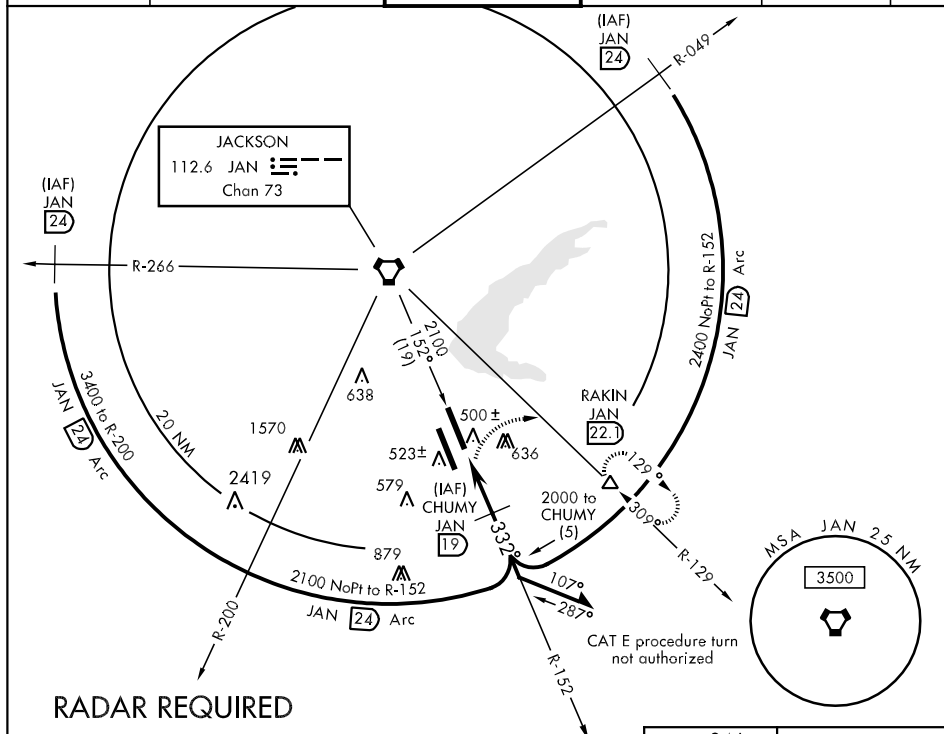 (IAF)
JAN
24
R-049
JACKSON
112.6 JAN
Chan 73
(IAF)
JAN
24
R-266
2400 NoPt to R-152
JAN 24 Arc
2100
152°
(19)
638
3400 to R-200
JAN 24 Arc
20 NM
1570
500 ±
636
523±
RAKIN
JAN
22.1
129°
2419
579
(IAF)
CHUMY
JAN
19
2000 to
CHUMY
(5)
309°
332°
R-129
879
2100 NoPt to R-152
JAN 24 Arc
107°
287°
R-200
R-152
CAT E procedure turn
not authorized
MSA JAN 25 NM
3500
RADAR REQUIRED